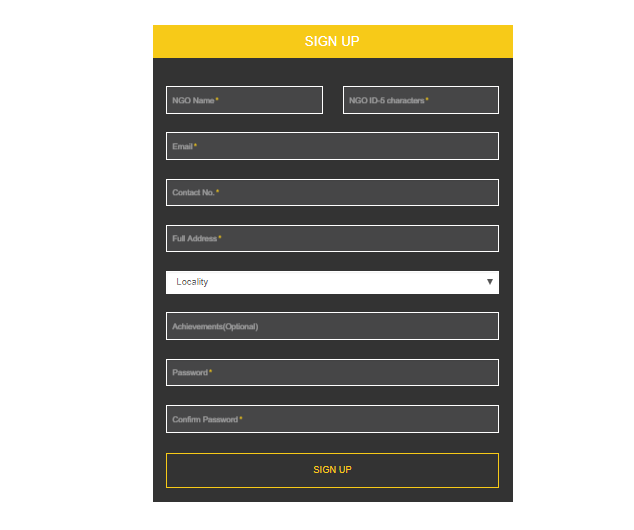 SIGN UP
NGO Name* NGO ID-5 characters*
Email*
Contact No.*
Full Address*
Locality
Achievements(Optional)
Password*
Confirm Password*
SIGN UP